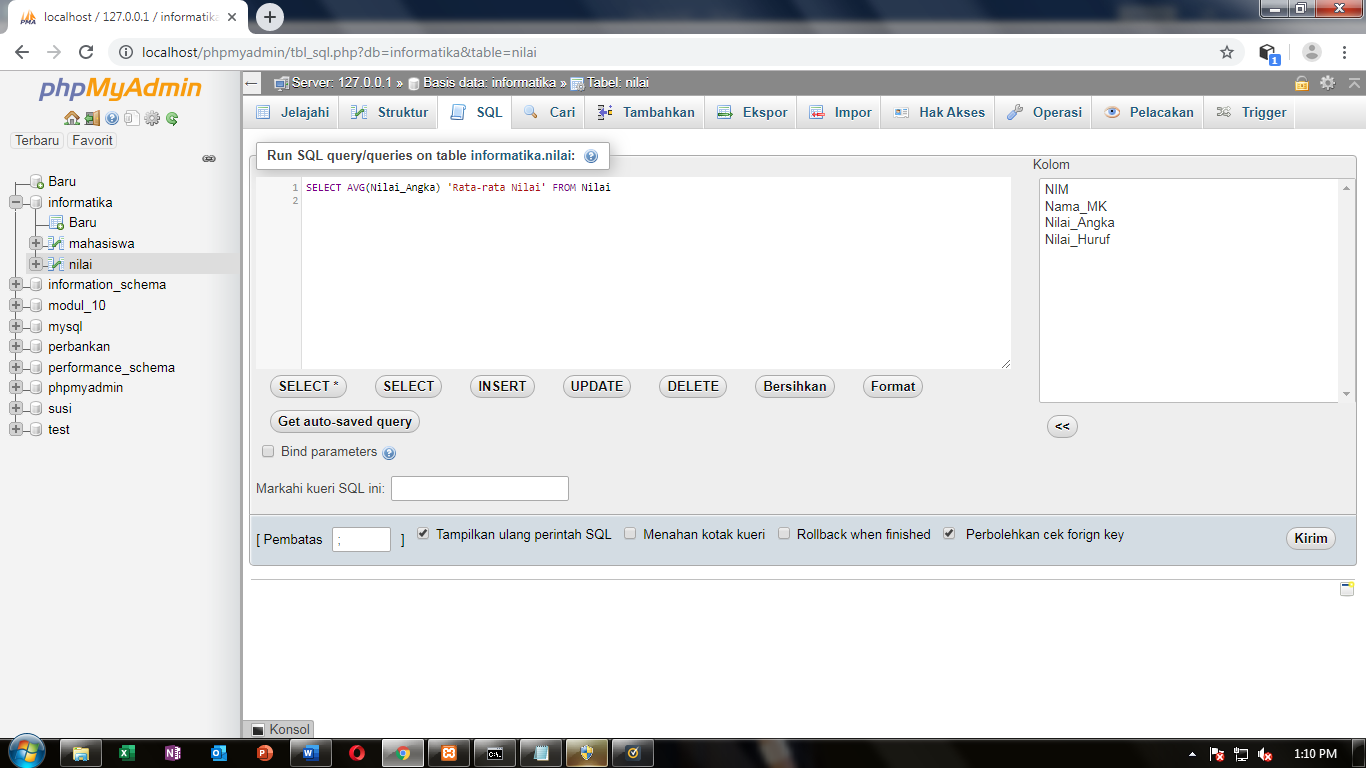 localhost / 127.0.0.1 / informatika
localhost/phpmyadmin/tbl_sql.php?db=informatika&table=nilai
1
phpMyAdmin
Terbaru Favorit
Baru
informatika
Baru
mahasiswa
nilai
information_schema
modul_10
mysql
perbankan
performance_schema
phpmyadmin
susi
test
Server: 127.0.0.1 » Basis data: informatika » Tabel: nilai
Jelajahi Struktur SQL Cari Tambahkan Ekspor Impor Hak Akses Operasi Pelacakan Trigger
Run SQL query/queries on table informatika.nilai:
1 SELECT AVG(Nilai_Angka) 'Rata-rata Nilai' FROM Nilai
2
Kolom
NIM
Nama_MK
Nilai_Angka
Nilai_Huruf
<<
SELECT * SELECT INSERT UPDATE DELETE Bersihkan Format
Get auto-saved query
Bind parameters
Markahi kueri SQL ini:
[ Pembatas ; ] Tampilkan ulang perintah SQL Menahan kotak kueri Rollback when finished Perbolehkan cek forign key Kirim
Konsol
1:10 PM